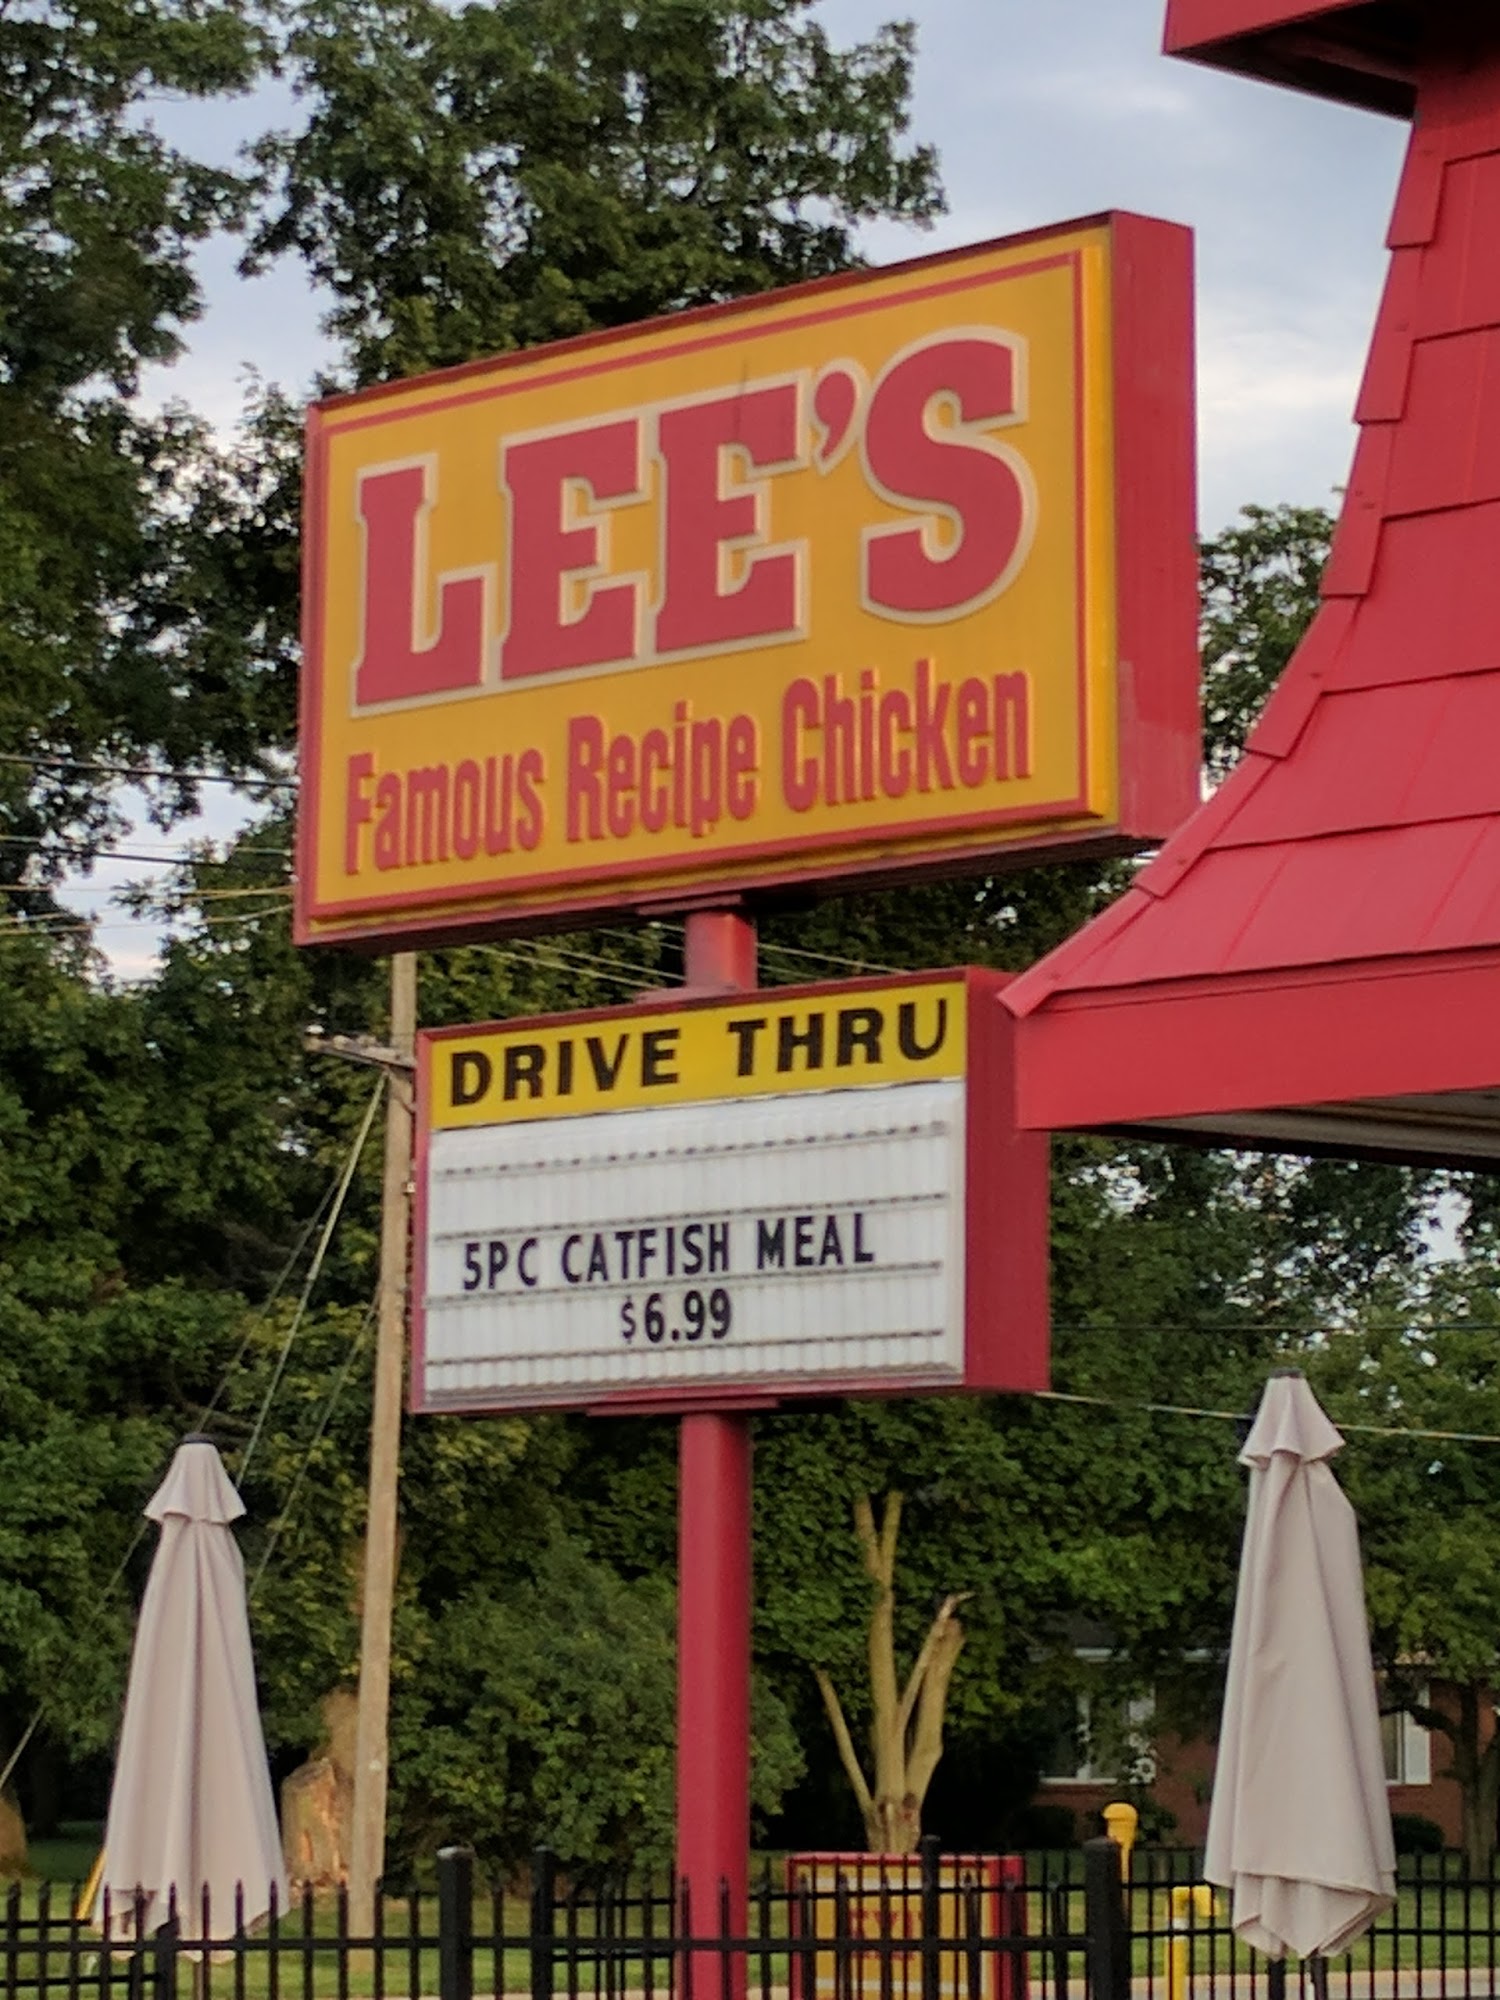 LEE'S
Famous Recipe Chicken
DRIVE THRU
5PC CATFISH MEAL
$6.99